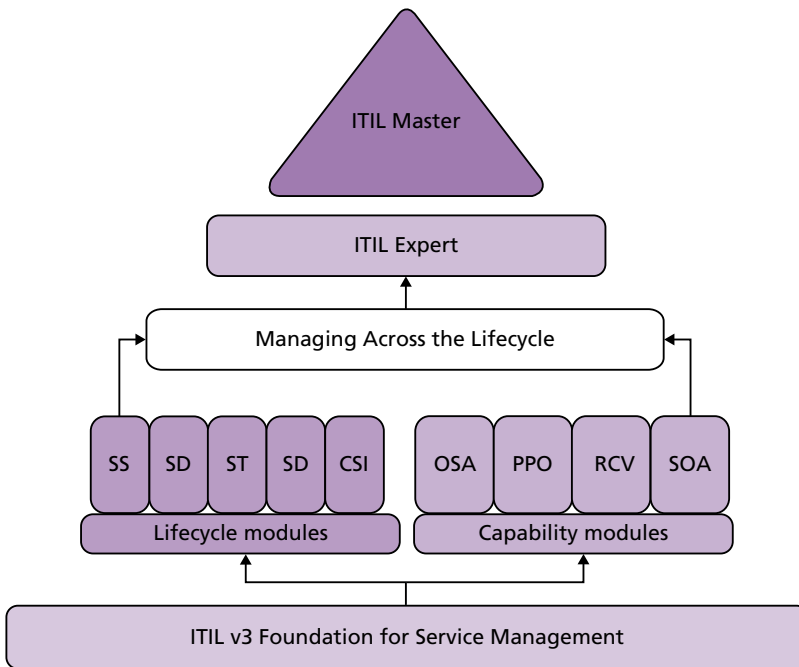 ITIL Master
ITIL Expert
Managing Across the Lifecycle
SS SD ST SD CSI
OSA PPO RCV SOA
Lifecycle modules
Capability modules
ITIL v3 Foundation for Service Management